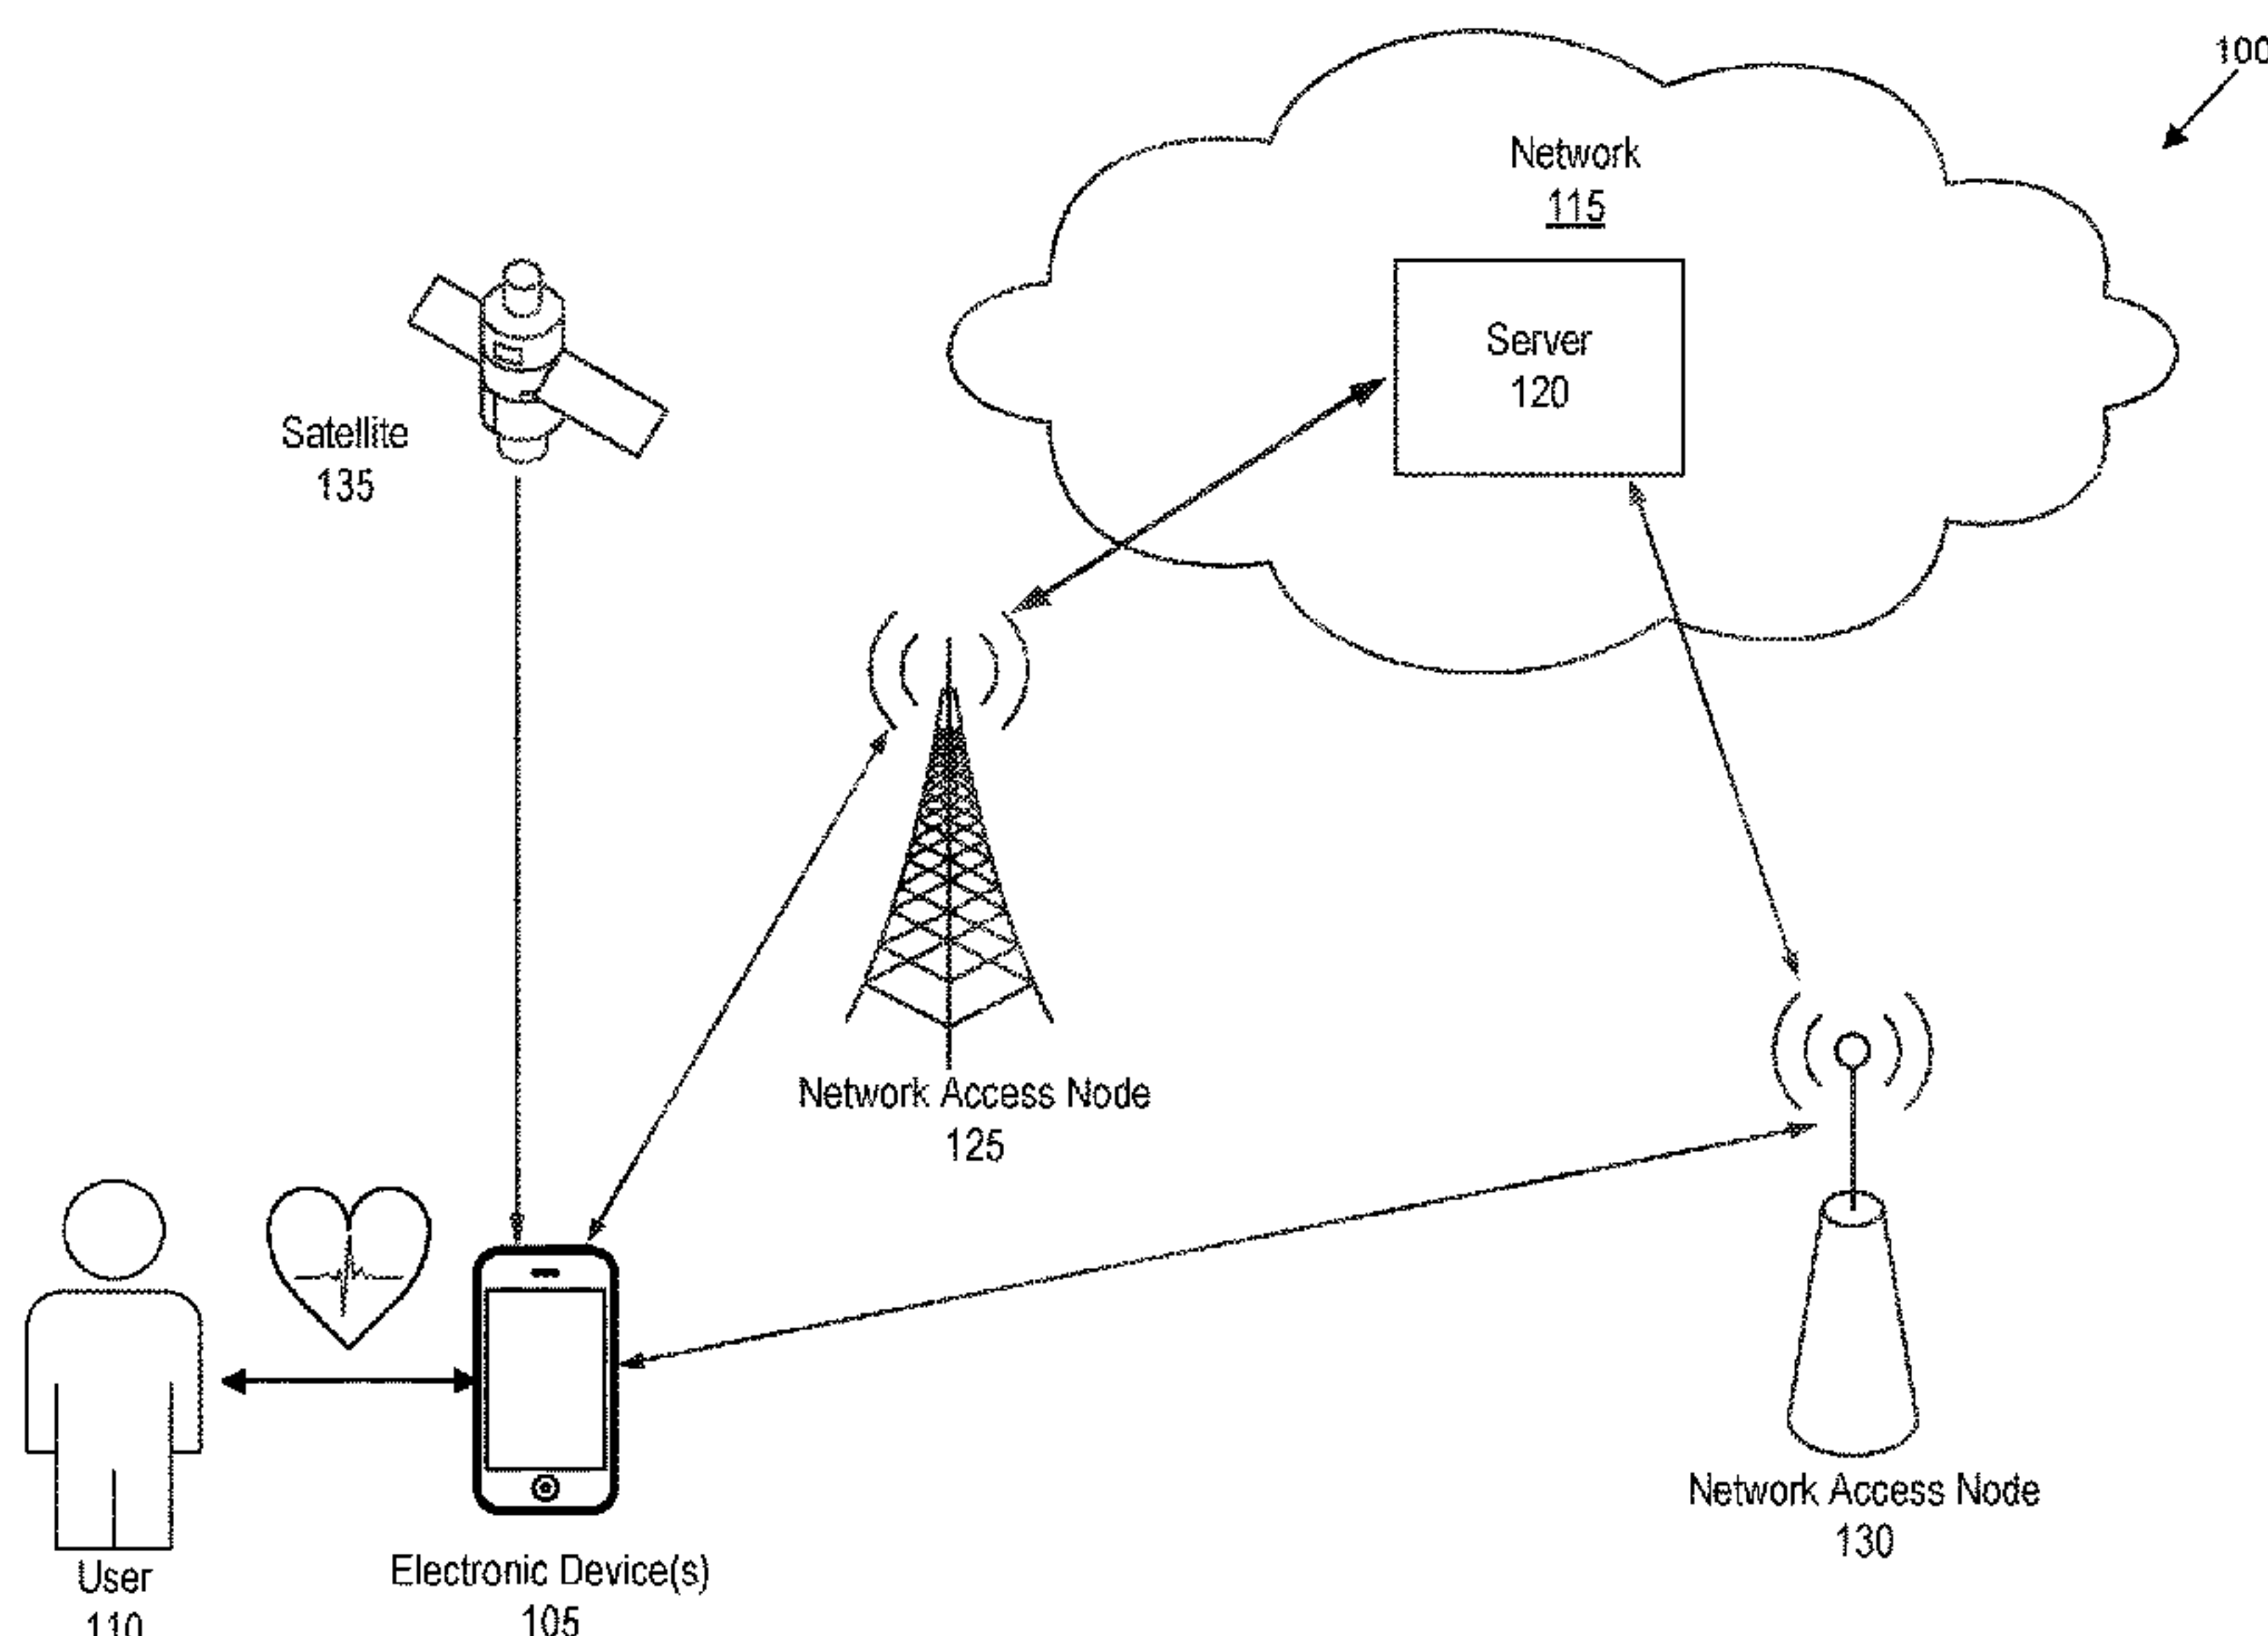 100
Network
115
Server
120
Satellite
135
Network Access Node
125
Network Access Node
130
User
110
Electronic Device(s)
105